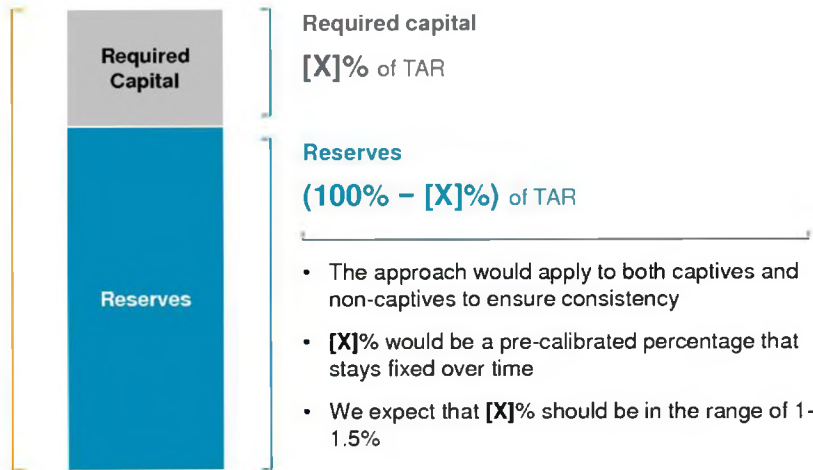 Required
Capital
Reserves
Required capital
[X]% of TAR
Reserves
(100% − [X]%) of TAR
• The approach would apply to both captives and
non-captives to ensure consistency
• [X]% would be a pre-calibrated percentage that
stays fixed over time
• We expect that [X]% should be in the range of 1-
1.5%